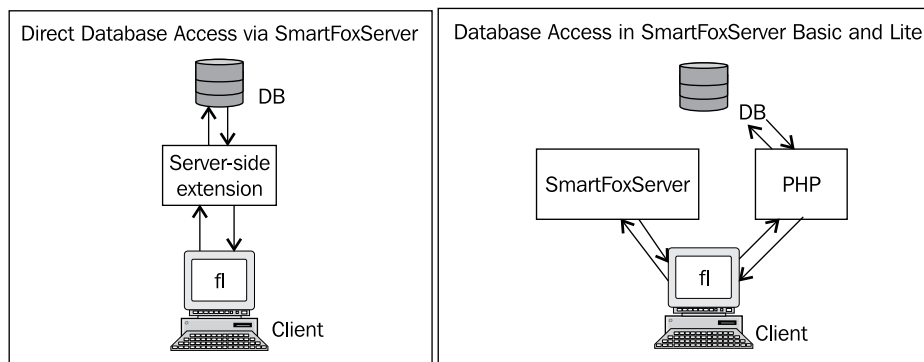 Direct Database Access via SmartFoxServer
DB
Server-side
extension
fl
Client
Database Access in SmartFoxServer Basic and Lite
DB
SmartFoxServer
PHP
fl
Client